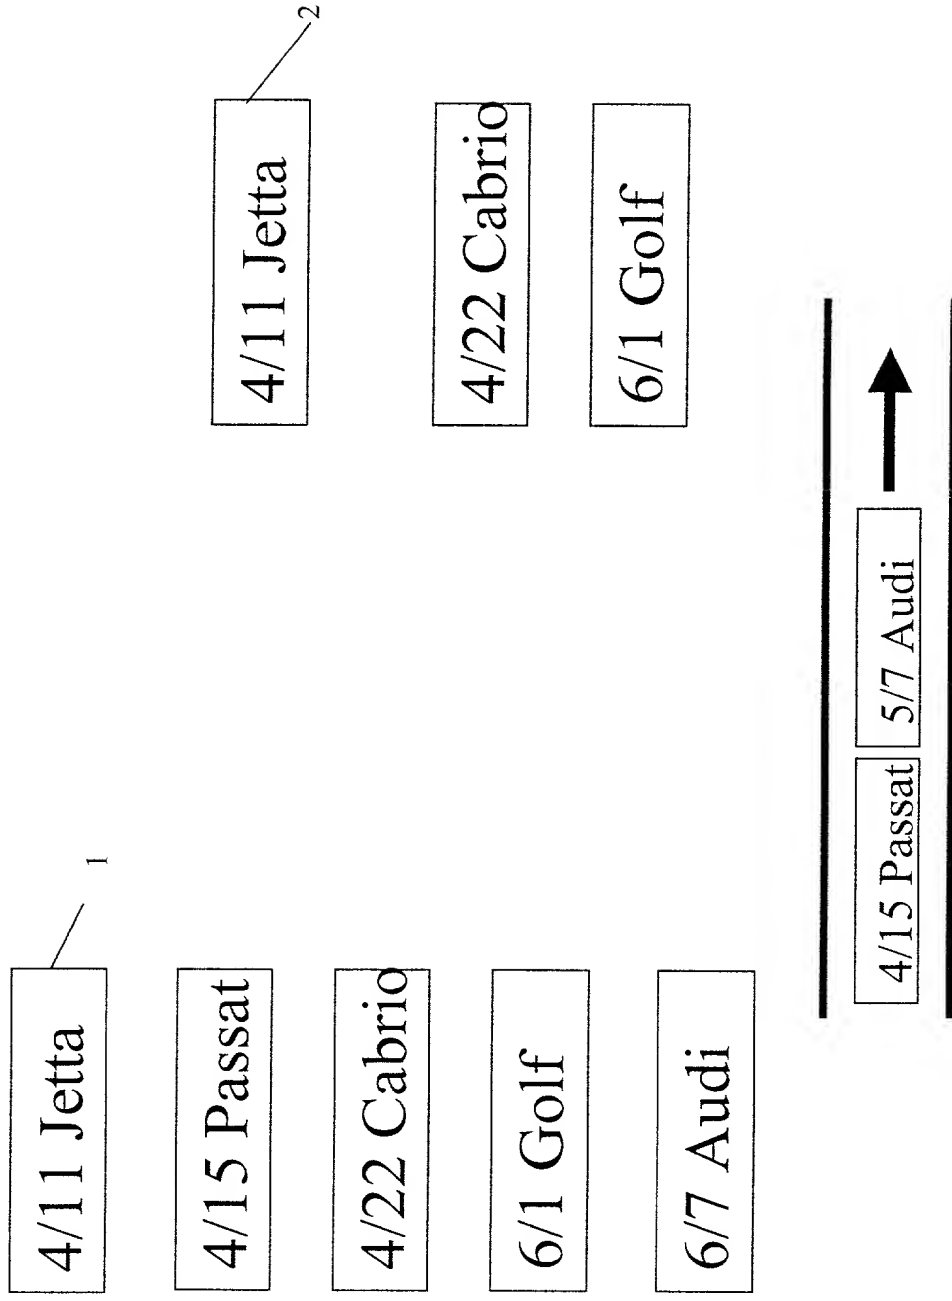 1
4/11 Jetta
4/15 Passat
4/22 Cabrio
6/1 Golf
6/7 Audi
2
4/11 Jetta
4/22 Cabrio
6/1 Golf
4/15 Passat
5/7 Audi